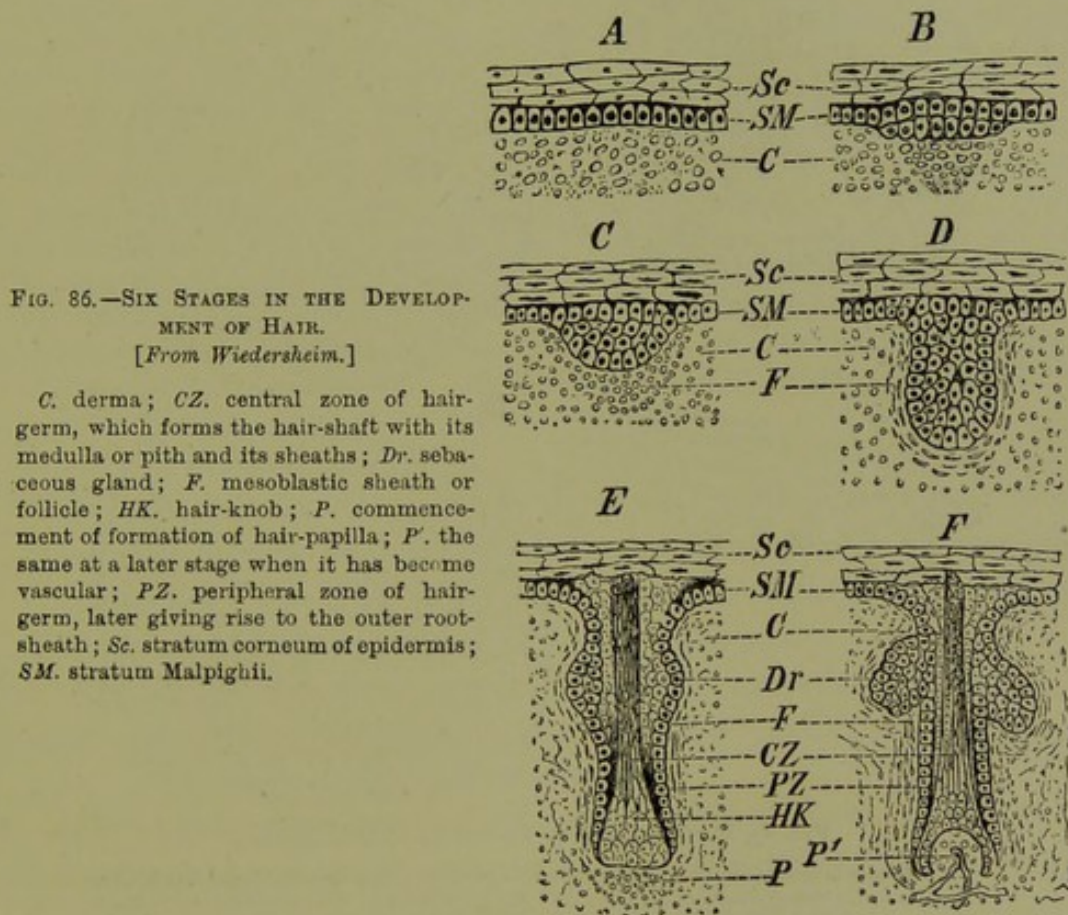 FIG. 86.—SIX STAGES IN THE DEVELOP-
MENT OF HAIR.
[From Wiedersheim.]
C. derma; CZ. central zone of hair-
germ, which forms the hair-shaft with its
medulla or pith and its sheaths; Dr. seba-
ceous gland; F. mesoblastic sheath or
follicle; HK. hair-knob; P. commence-
ment of formation of hair-papilla; P'. the
same at a later stage when it has become
vascular; PZ. peripheral zone of hair-
germ, later giving rise to the outer root-
sheath; Sc. stratum corneum of epidermis;
SM. stratum Malpighii.
A B
Sc
SM
C
C D
Sc
SM
C
F
E F
Sc
SM
C
Dr
F
CZ
PZ
HK
P P'